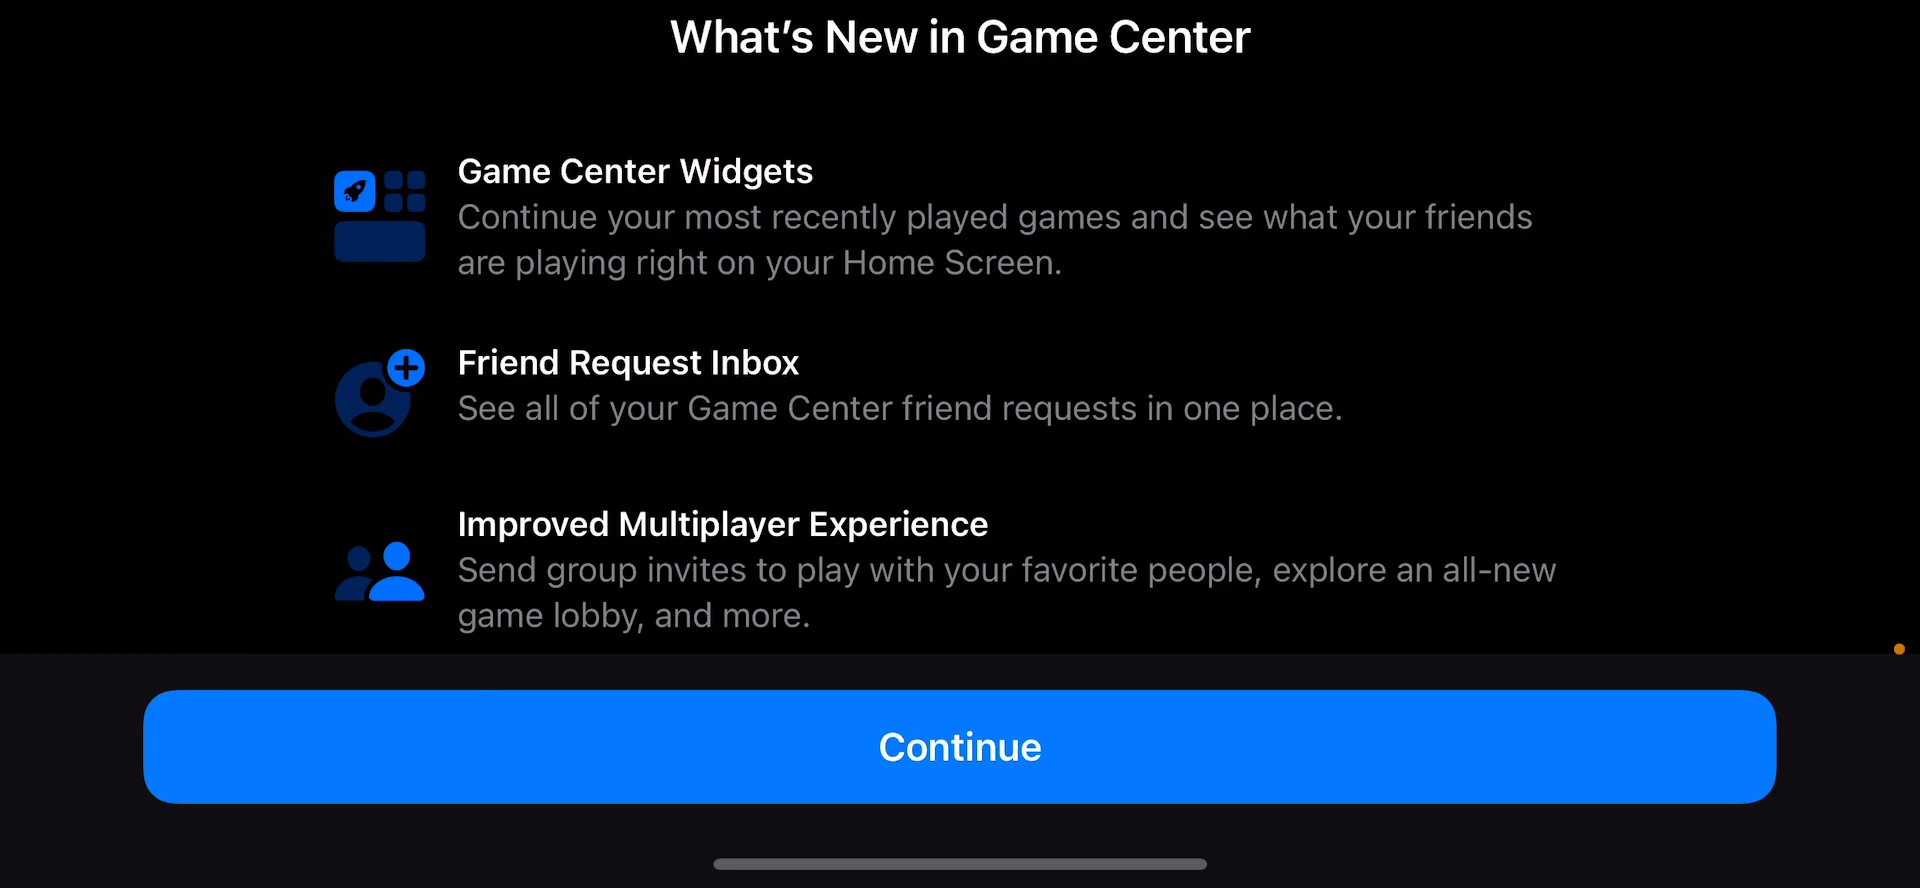 What’s New in Game Center
Game Center Widgets
Continue your most recently played games and see what your friends
are playing right on your Home Screen.
Friend Request Inbox
See all of your Game Center friend requests in one place.
Improved Multiplayer Experience
Send group invites to play with your favorite people, explore an all-new
game lobby, and more.
Continue